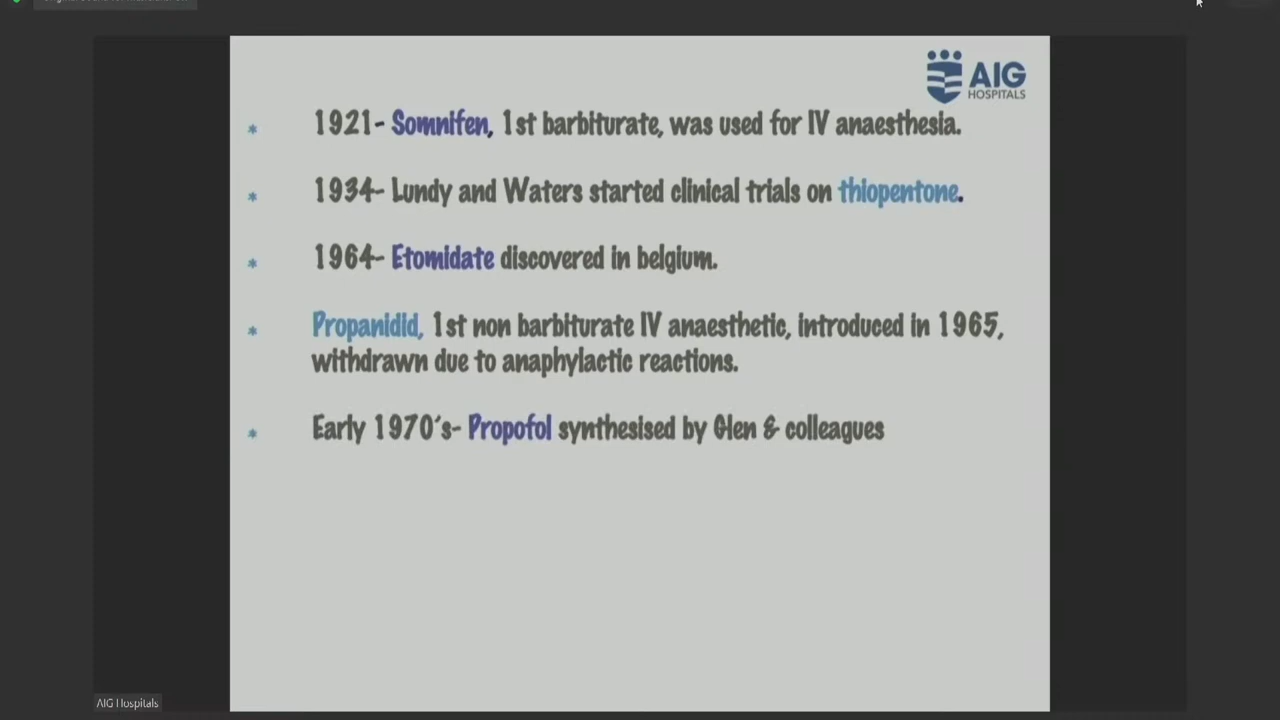 AIG
HOSPITALS
1921- Somnifen, 1st barbiturate, was used for IV anaesthesia.
1934- Lundy and Waters started clinical trials on thiopentone.
1964- Etomidate discovered in belgium.
Propanidid, 1st non barbiturate IV anaesthetic, introduced in 1965,
withdrawn due to anaphylactic reactions.
Early 1970's- Propofol synthesised by Glen & colleagues
AIG Hospitals